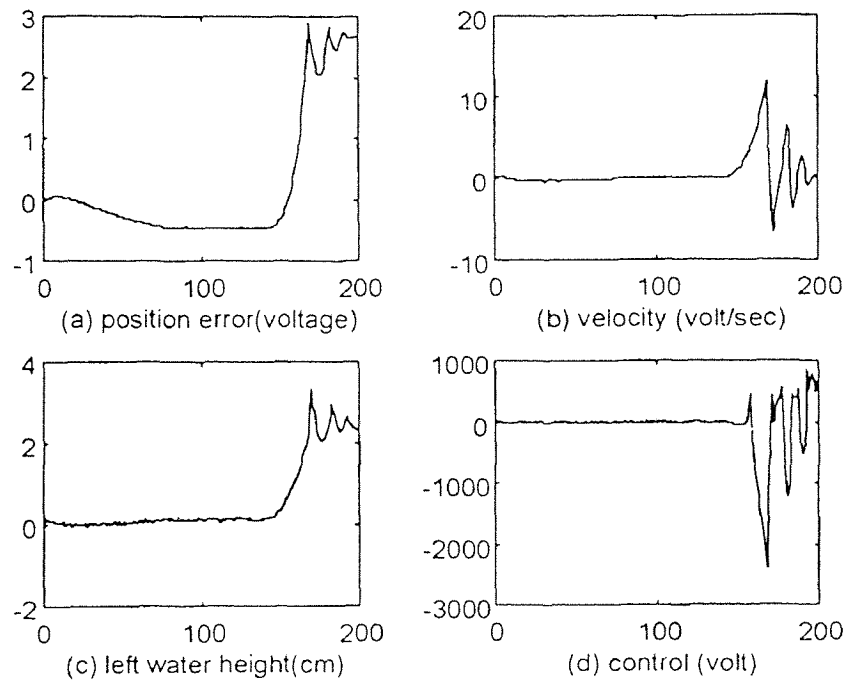 3
2
1
0
-1
0 100 200
(a) position error(voltage)
20
10
0
-10
0 100 200
(b) velocity (volt/sec)
4
2
0
-2
0 100 200
(c) left water height(cm)
1000
0
-1000
-2000
-3000
0 100 200
(d) control (volt)